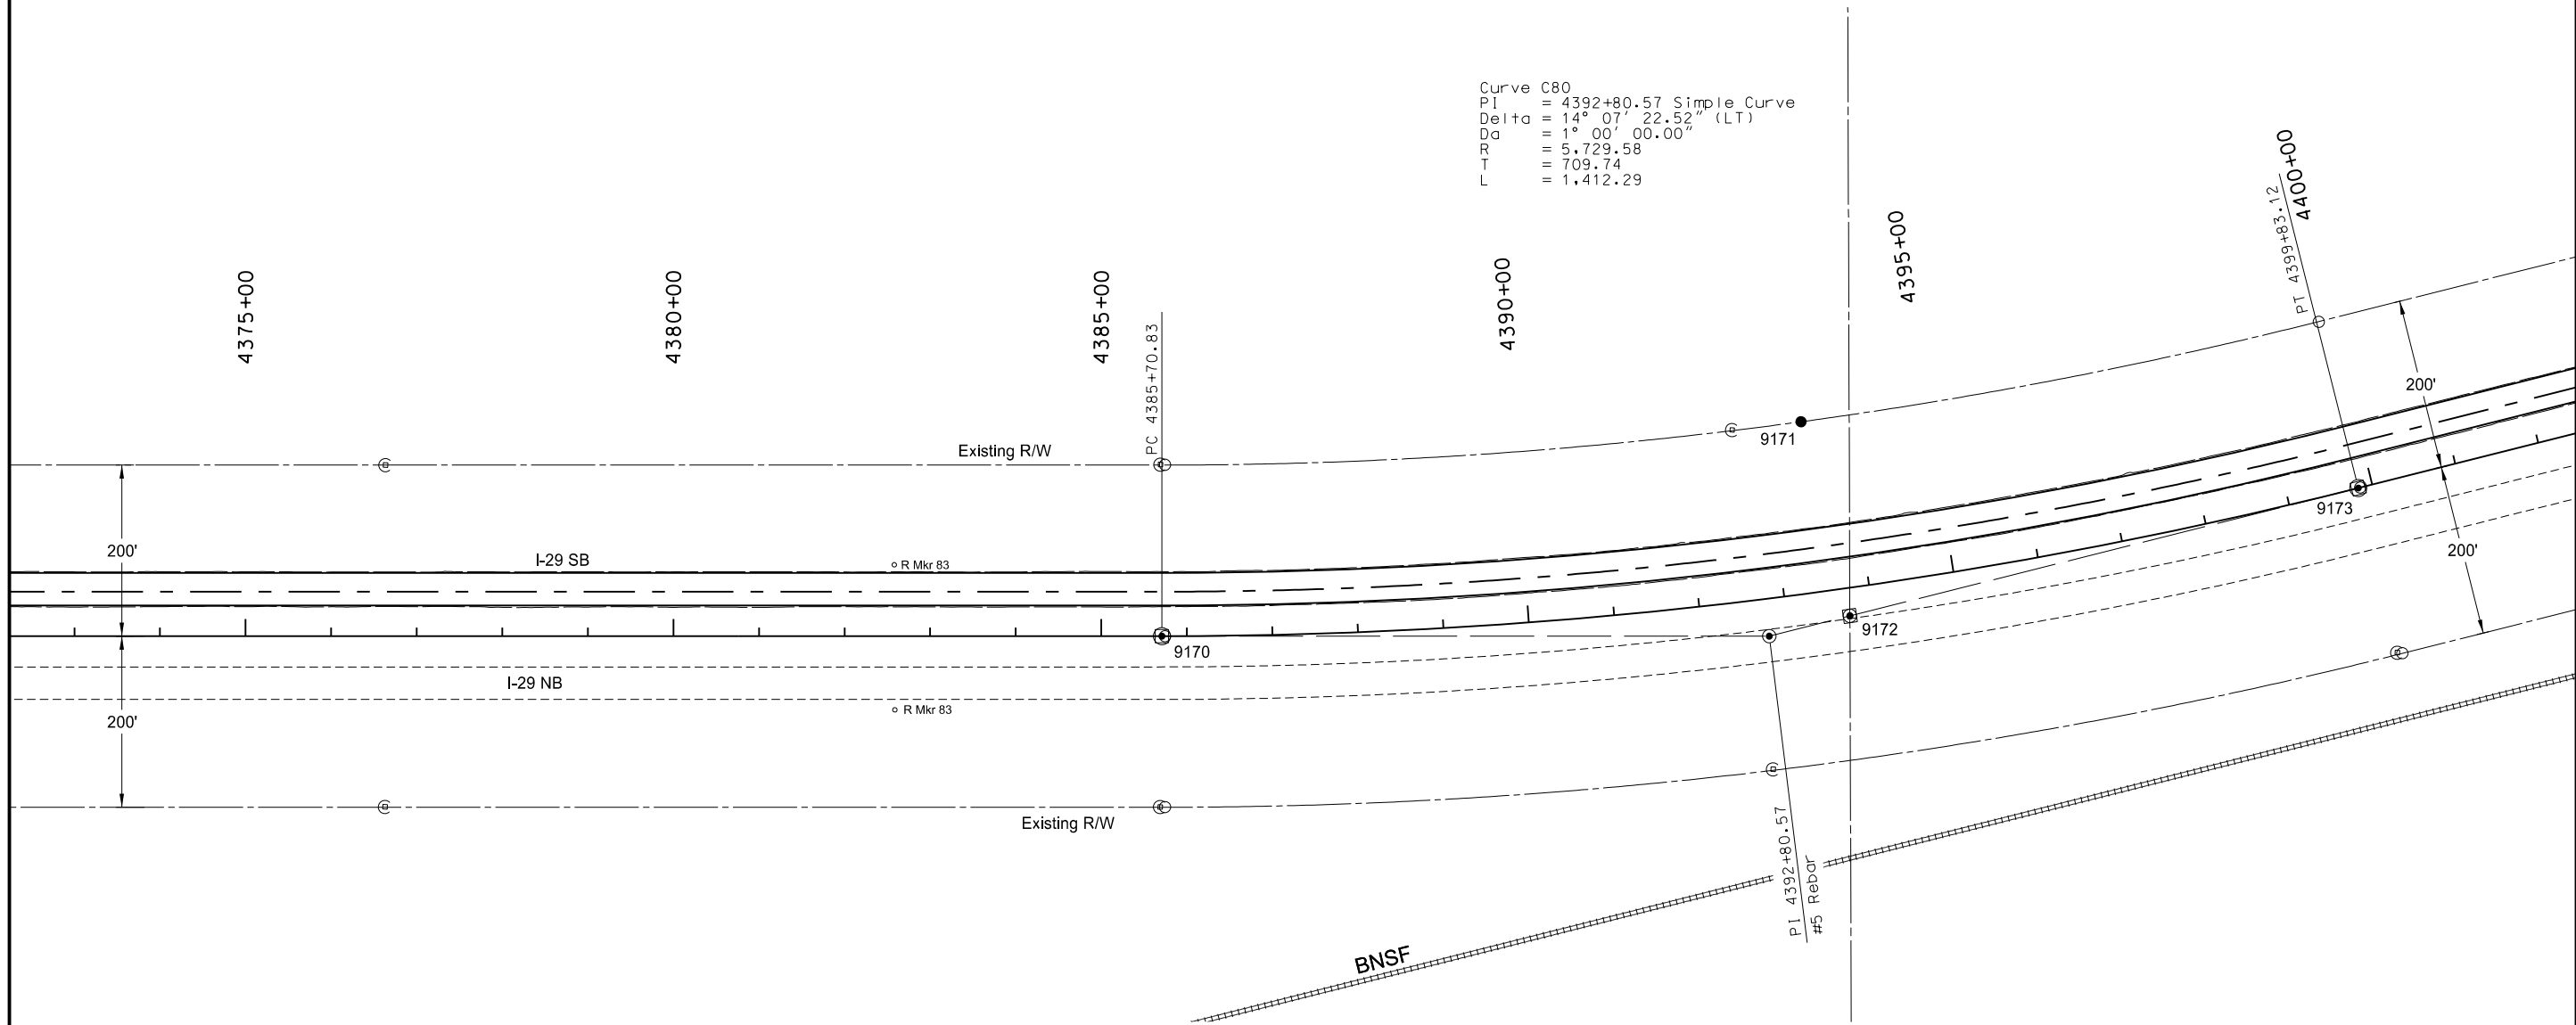 Curve C80
PI = 4392+80.57 Simple Curve
Delta = 14° 07' 22.52" (LT)
Da = 1° 00' 00.00"
R = 5,729.58
T = 709.74
L = 1,412.29
4375+00
4380+00
4385+00
4390+00
4395+00
4400+00
PC 4385+70.83
PT 4399+83.12
Existing R/W
9171
200'
200'
I-29 SB
R Mkr 83
9173
200'
9172
9170
I-29 NB
R Mkr 83
200'
Existing R/W
PI 4392+80.57
#5 Rebar
BNSF